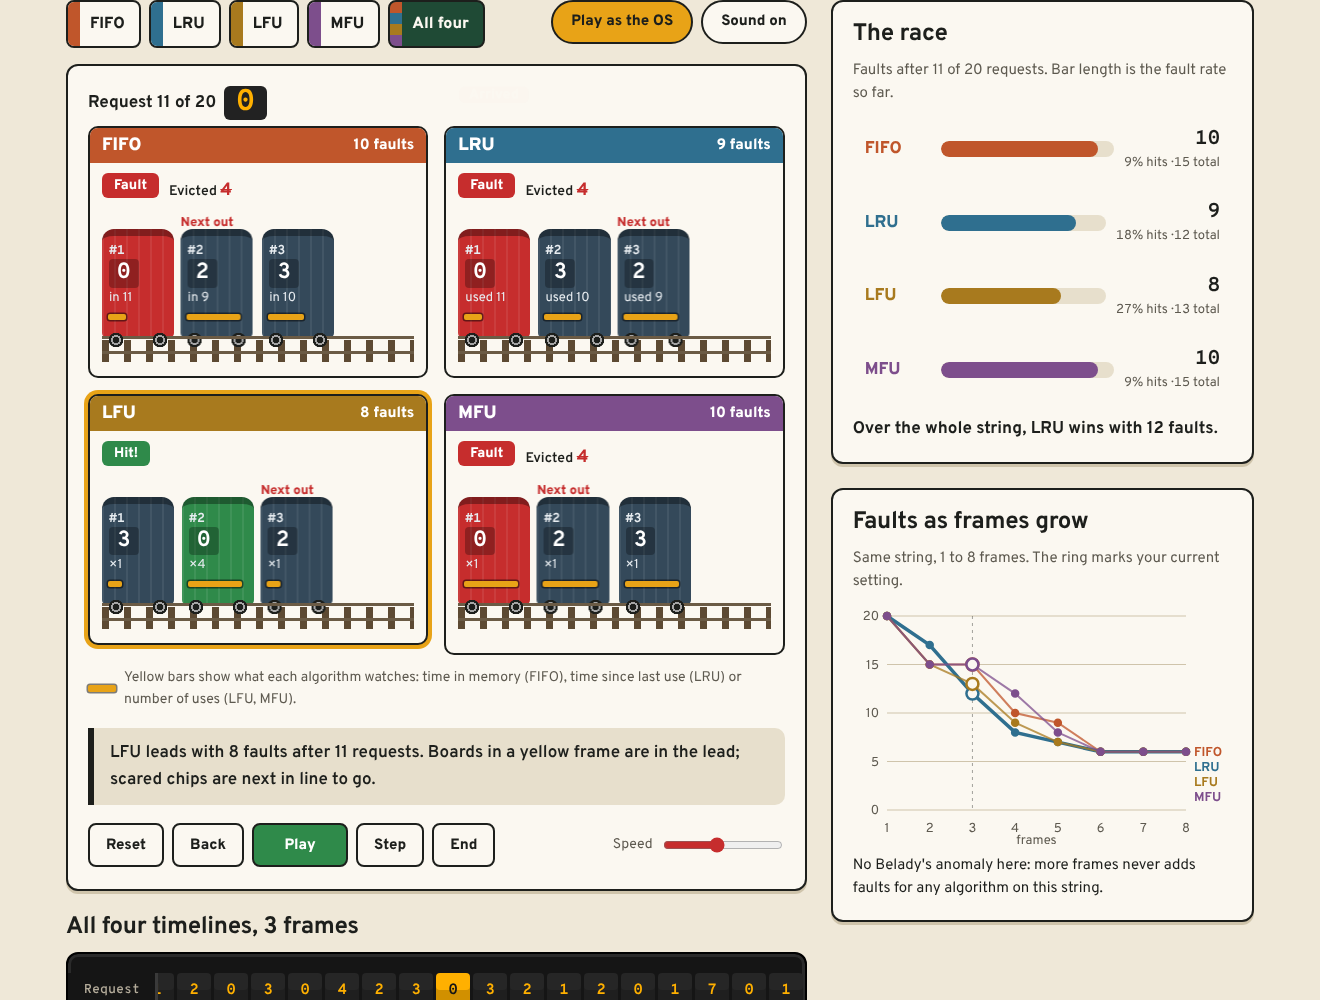 FIFO LRU LFU MFU All four Play as the OS Sound on
Request 11 of 20 0
FIFO 10 faults
Fault Evicted 4
Next out
#1 #2 #3
0 2 3
in 11 in 9 in 10
LRU 9 faults
Fault Evicted 4
Next out
#1 #2 #3
0 3 2
used 11 used 10 used 9
LFU 8 faults
Hit!
Next out
#1 #2 #3
3 0 2
×1 ×4 ×1
MFU 10 faults
Fault Evicted 4
Next out
#1 #2 #3
0 2 3
×1 ×1 ×1
Yellow bars show what each algorithm watches: time in memory (FIFO), time since last use (LRU) or
number of uses (LFU, MFU).
LFU leads with 8 faults after 11 requests. Boards in a yellow frame are in the lead;
scared chips are next in line to go.
Reset Back Play Step End Speed
All four timelines, 3 frames
Request 2 0 3 0 4 2 3 0 3 2 1 2 0 1 7 0 1
The race
Faults after 11 of 20 requests. Bar length is the fault rate
so far.
FIFO 10
9% hits ·15 total
LRU 9
18% hits ·12 total
LFU 8
27% hits ·13 total
MFU 10
9% hits ·15 total
Over the whole string, LRU wins with 12 faults.
Faults as frames grow
Same string, 1 to 8 frames. The ring marks your current
setting.
20
15
10
5
0
1 2 3 4 5 6 7 8
frames
FIFO
LRU
LFU
MFU
No Belady's anomaly here: more frames never adds
faults for any algorithm on this string.